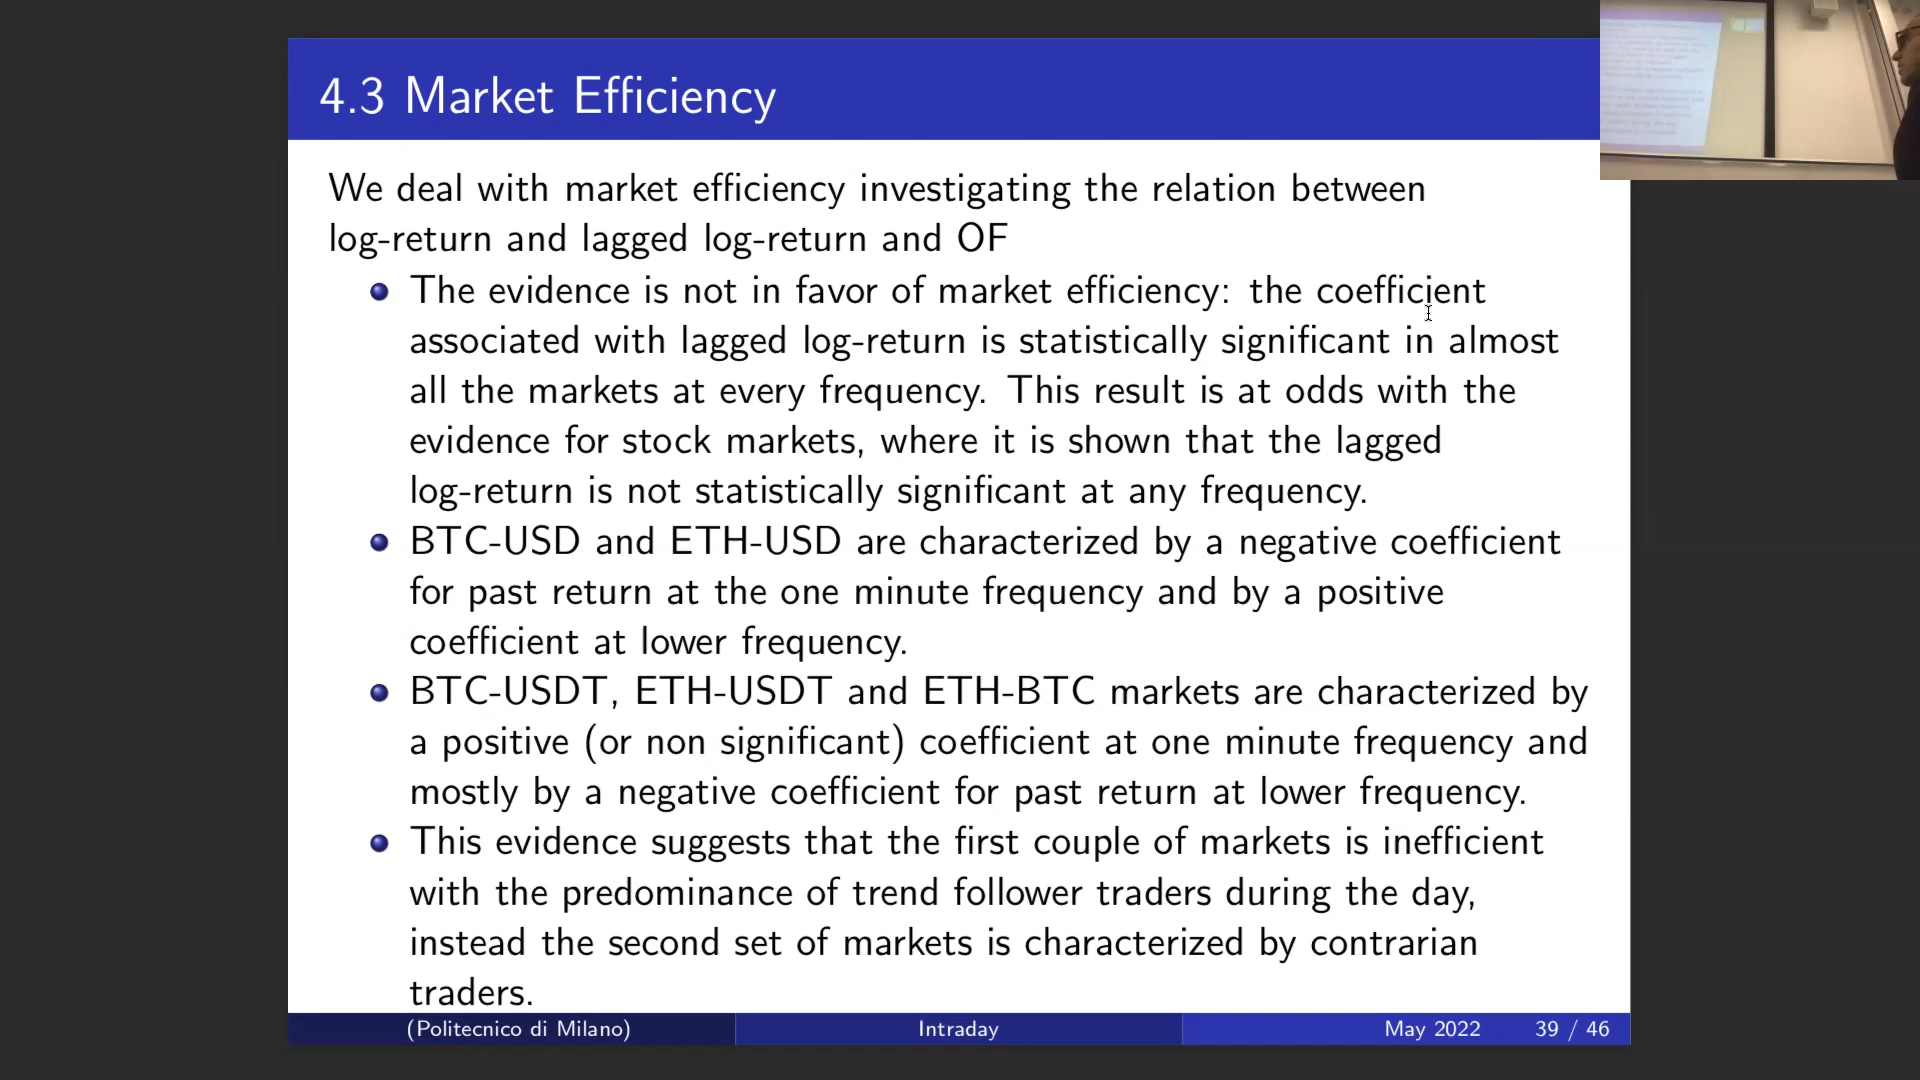 4.3 Market Efficiency
We deal with market efficiency investigating the relation between
log-return and lagged log-return and OF
The evidence is not in favor of market efficiency: the coefficient
associated with lagged log-return is statistically significant in almost
all the markets at every frequency. This result is at odds with the
evidence for stock markets, where it is shown that the lagged
log-return is not statistically significant at any frequency.
BTC-USD and ETH-USD are characterized by a negative coefficient
for past return at the one minute frequency and by a positive
coefficient at lower frequency.
BTC-USDT, ETH-USDT and ETH-BTC markets are characterized by
a positive (or non significant) coefficient at one minute frequency and
mostly by a negative coefficient for past return at lower frequency.
This evidence suggests that the first couple of markets is inefficient
with the predominance of trend follower traders during the day,
instead the second set of markets is characterized by contrarian
traders.
(Politecnico di Milano) Intraday May 2022 39 / 46